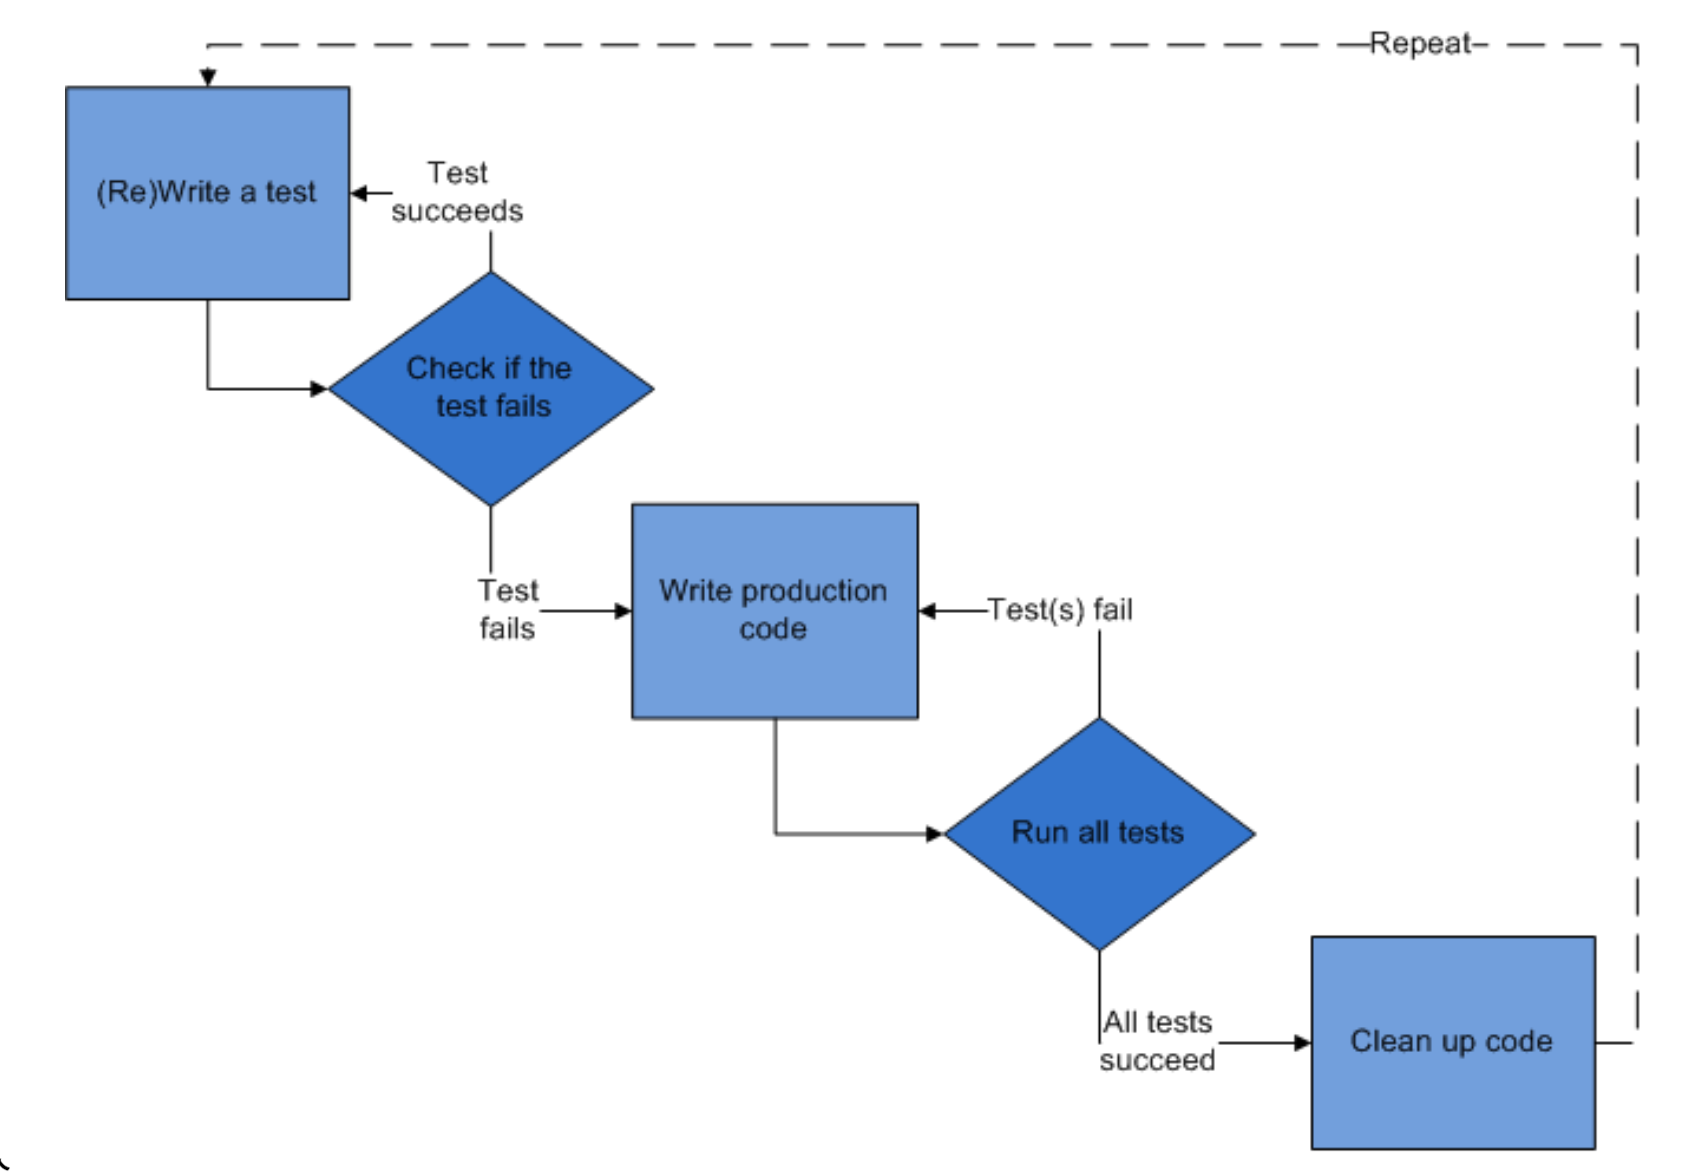 Repeat
(Re)Write a test
Test
succeeds
Check if the
test fails
Test
fails
Write production
code
Test(s) fail
Run all tests
All tests
succeed
Clean up code